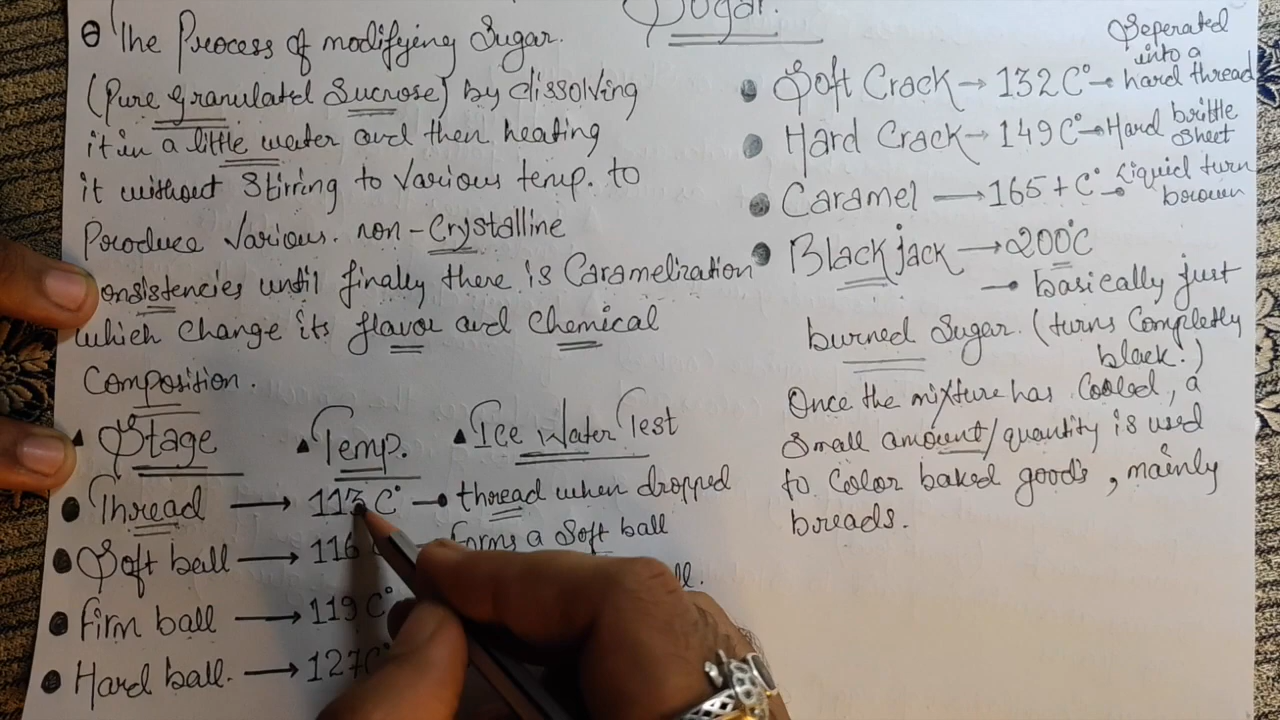 Sugar.
The Process of modifying Sugar.
(Pure granulated Sucrose) by dissolving
it in a little water and then heating
it without Stirring to Various temp. to
Produce Various. non-Crystalline
onsistencies until finally there is Caramelization
which change its flavor and Chemical
Composition.
Stage Temp. Ice Water Test
Thread → 113 C° → thread when dropped
Soft ball → 116 forms a Soft ball
firm ball → 119 C° ll.
Hard ball. → 127C°
Soft Crack → 132 C° → Seperated into a hard thread
Hard Crack → 149 C° → Hard brittle Sheet
Caramel → 165 + C° → Liquid turn brown
Blackjack → 200°C
→ basically just
burned Sugar. (turns Completly
black.)
Once the mixture has Cooled, a
Small amount/quantity is used
to Color baked goods, mainly
breads.